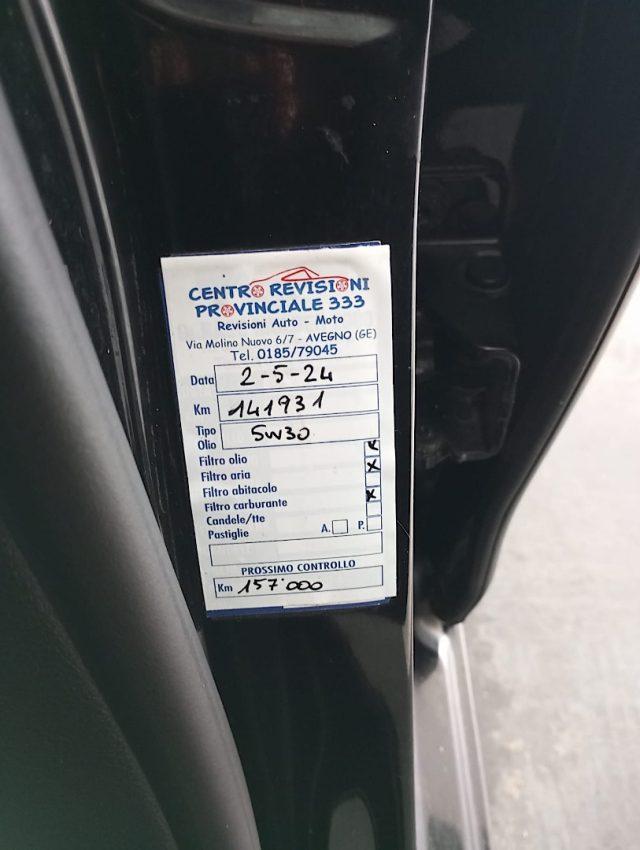 CENTRO REVISIONI
PROVINCIALE 333
Revisioni Auto - Moto
Via Molino Nuovo 6/7 - AVEGNO (GE)
Tel. 0185/79045
Data 2-5-24
Km 141931
Tipo Olio 5W30
Filtro olio x
Filtro aria x
Filtro abitacolo
Filtro carburante x
Candele/tte
Pastiglie A. P.
PROSSIMO CONTROLLO
Km 157'000